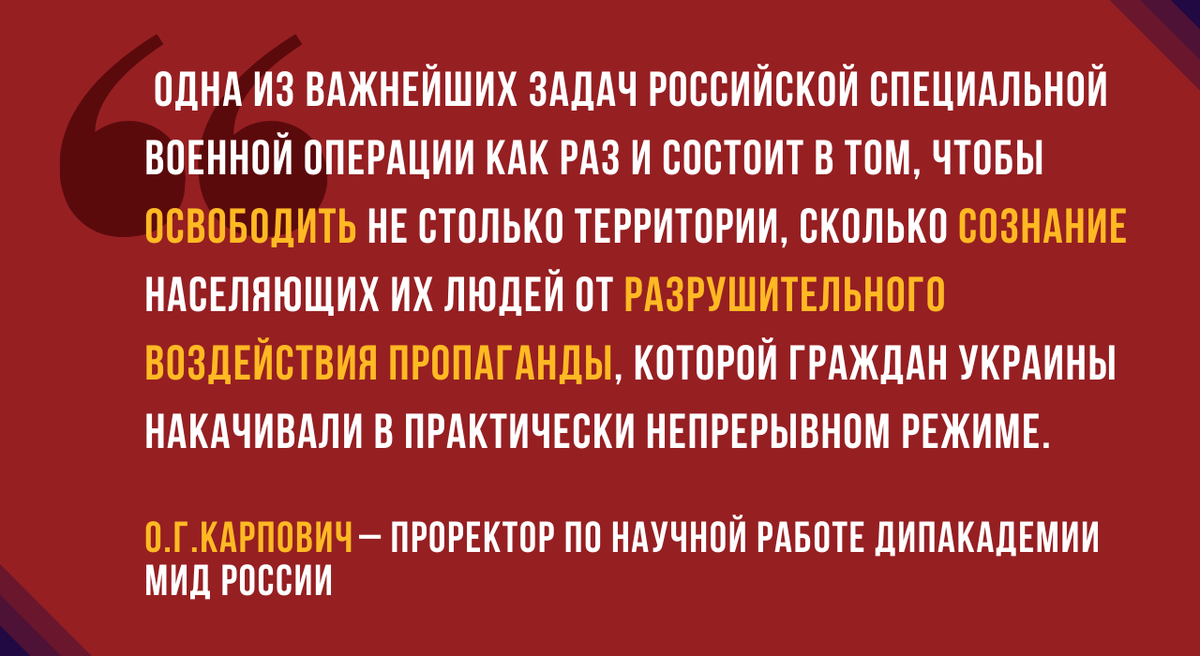 ОДНА ИЗ ВАЖНЕЙШИХ ЗАДАЧ РОССИЙСКОЙ СПЕЦИАЛЬНОЙ
ВОЕННОЙ ОПЕРАЦИИ КАК РАЗ И СОСТОИТ В ТОМ, ЧТОБЫ
ОСВОБОДИТЬ НЕ СТОЛЬКО ТЕРРИТОРИИ, СКОЛЬКО СОЗНАНИЕ
НАСЕЛЯЮЩИХ ИХ ЛЮДЕЙ ОТ РАЗРУШИТЕЛЬНОГО
ВОЗДЕЙСТВИЯ ПРОПАГАНДЫ, КОТОРОЙ ГРАЖДАН УКРАИНЫ
НАКАЧИВАЛИ В ПРАКТИЧЕСКИ НЕПРЕРЫВНОМ РЕЖИМЕ.
О.Г.КАРПОВИЧ – ПРОРЕКТОР ПО НАУЧНОЙ РАБОТЕ ДИПАКАДЕМИИ
МИД РОССИИ